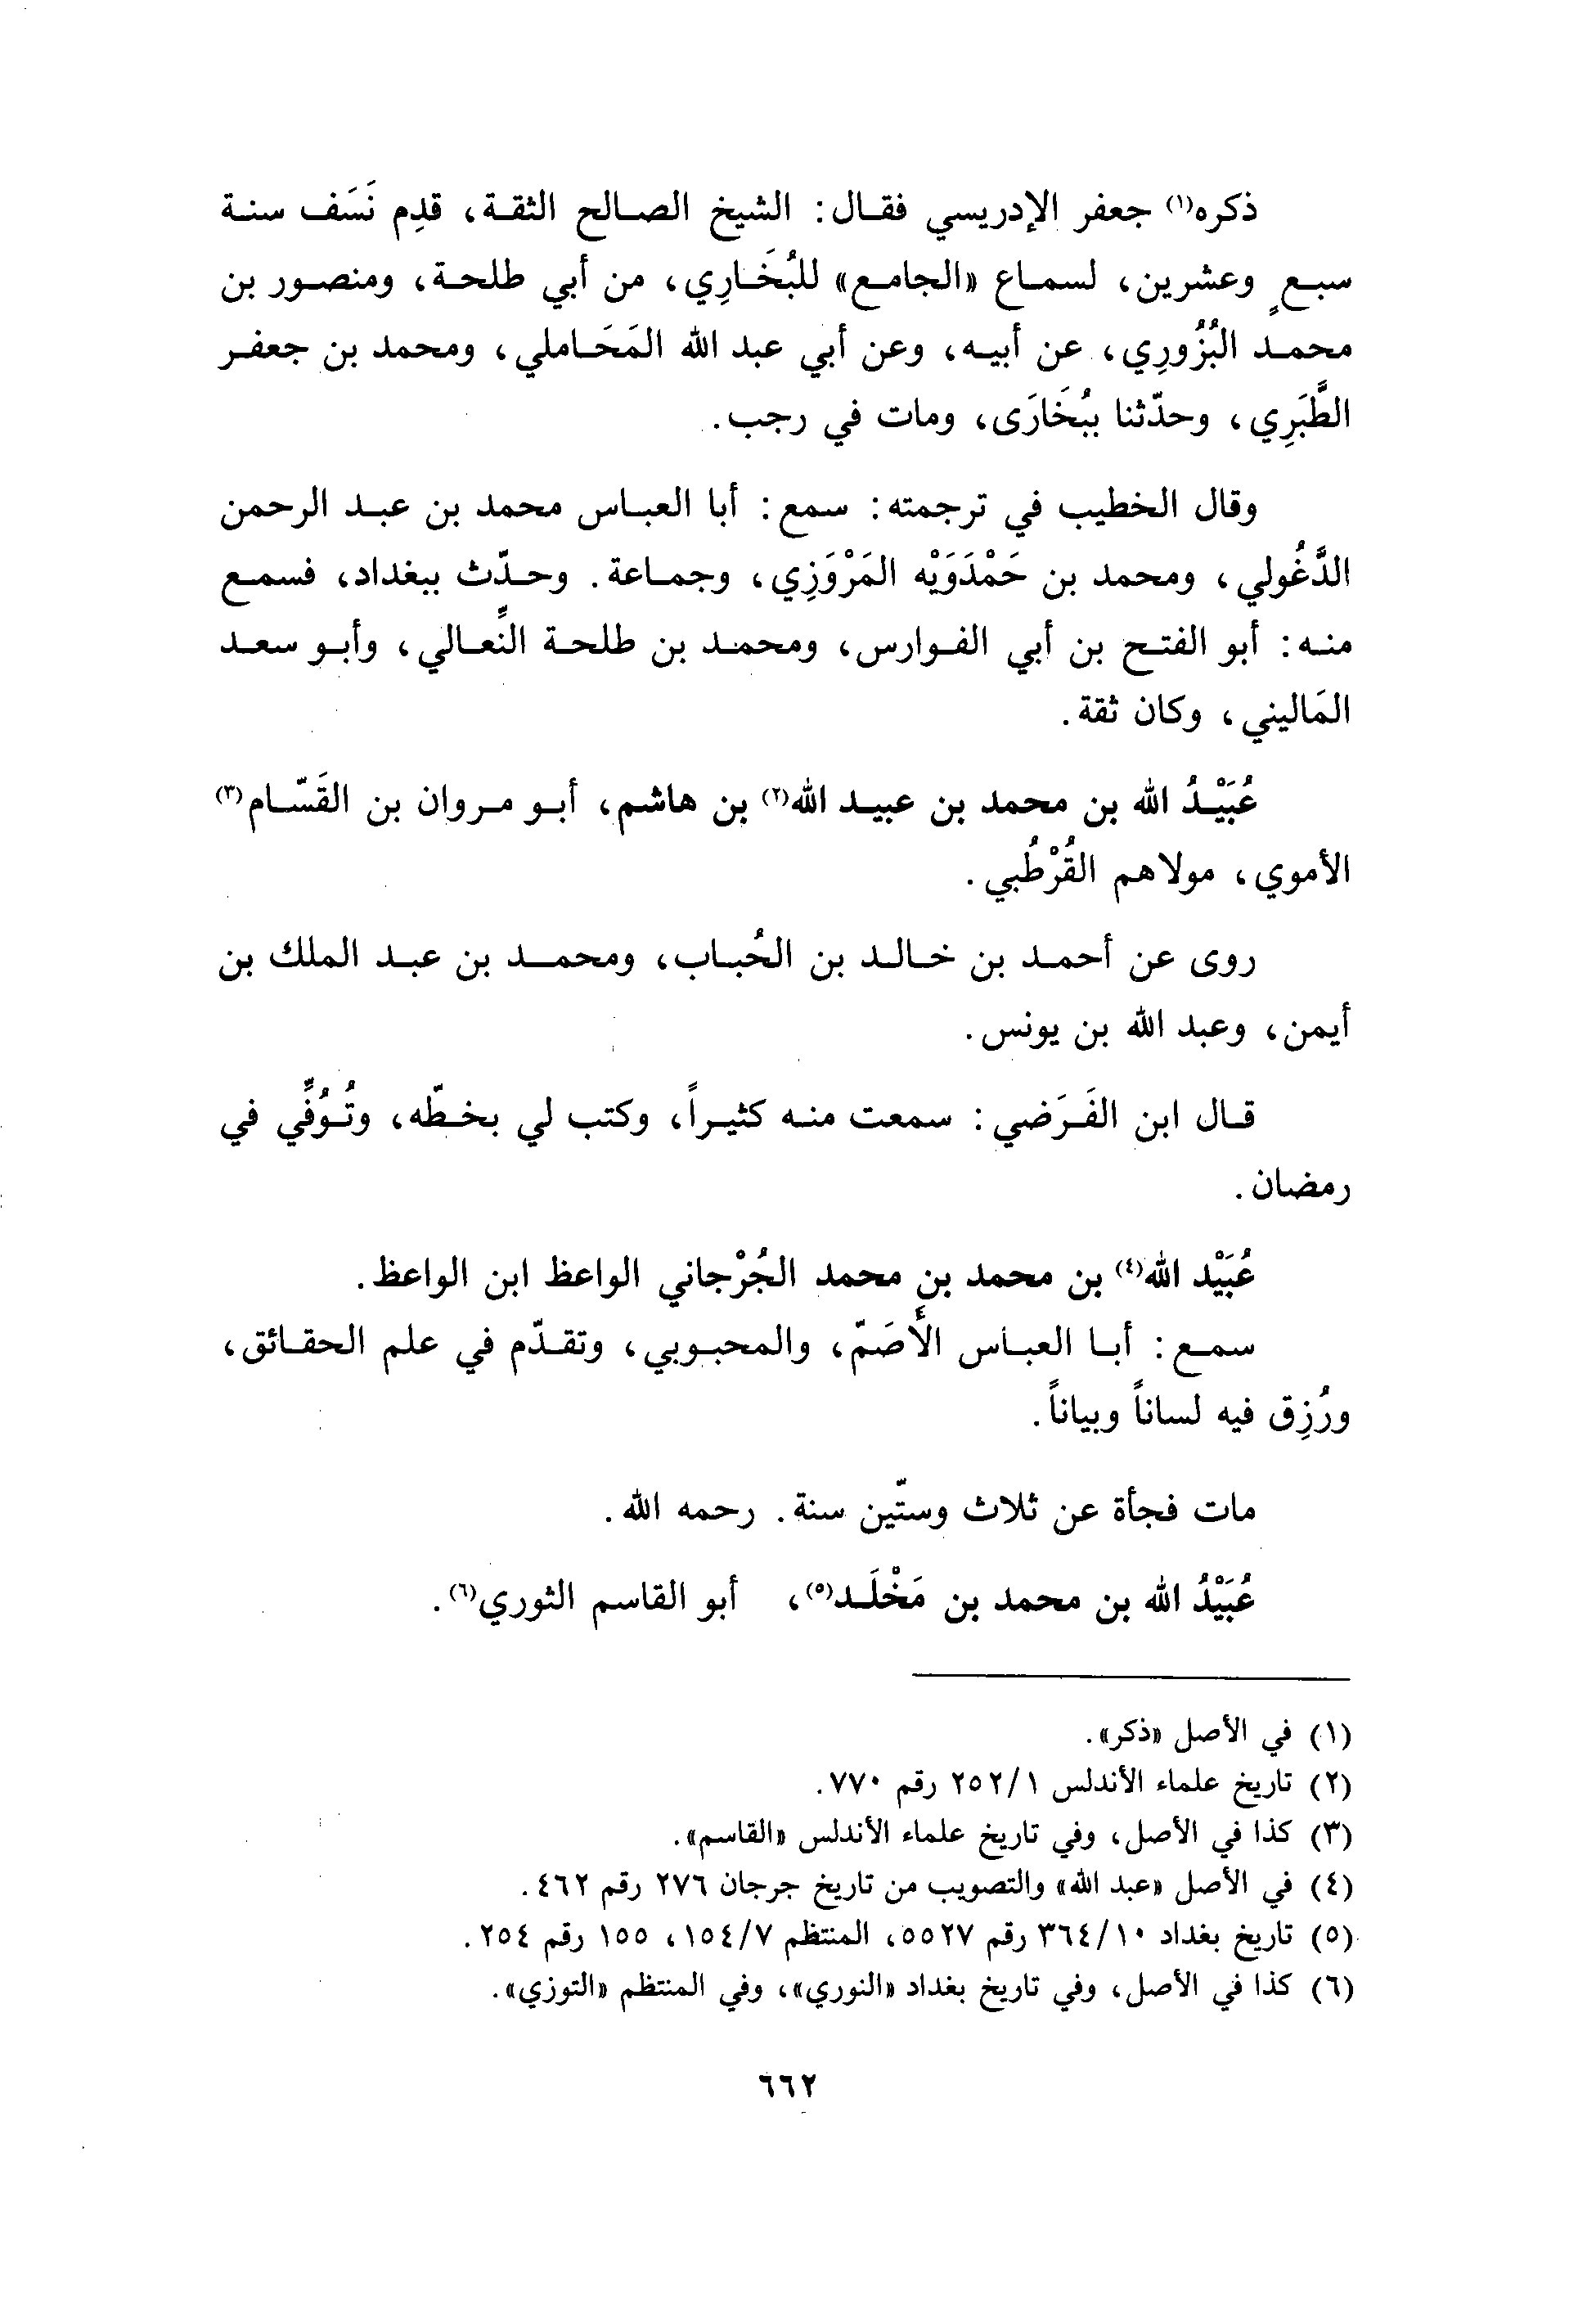 ذكره(١) جعفر الإدريسي فقال: الشيخ الصالح الثقة، قدِم نَسَف سنة
سبعٍ وعشرين، لسماع «الجامع» للبُخَارِي، من أبي طلحة، ومنصور بن
محمد البُزُورِي، عن أبيه، وعن أبي عبد الله المَحَاملي، ومحمد بن جعفر
الطَّبَرِي، وحدّثنا ببُخَارَى، ومات في رجب.
وقال الخطيب في ترجمته: سمع: أبا العباس محمد بن عبد الرحمن
الدَّغُولي، ومحمد بن حَمْدَوَيْه المَرْوَزِي، وجماعة. وحدّث ببغداد، فسمع
منه: أبو الفتح بن أبي الفوارس، ومحمد بن طلحة النِّعالي، وأبو سعد
المَاليني، وكان ثقة.
عُبَيْدُ الله بن محمد بن عبيد الله(٢) بن هاشم، أبو مروان بن القَسّام(٣)
الأموي، مولاهم القُرْطُبي.
روى عن أحمد بن خالد بن الحُباب، ومحمد بن عبد الملك بن
أيمن، وعبد الله بن يونس.
قال ابن الفَرَضي: سمعت منه كثيراً، وكتب لي بخطّه، وتُوُفِّي في
رمضان.
عُبَيْد الله(٤) بن محمد بن محمد الجُرْجاني الواعظ ابن الواعظ.
سمع: أبا العباس الأَصَمّ، والمحبوبي، وتقدّم في علم الحقائق،
ورُزِق فيه لساناً وبياناً.
مات فجأة عن ثلاث وستّين سنة. رحمه الله.
عُبَيْدُ الله بن محمد بن مَخْلَد(٥)، أبو القاسم الثوري(٦).
(١) في الأصل «ذكر».
(٢) تاريخ علماء الأندلس ٢٥٢/١ رقم ٧٧٠.
(٣) كذا في الأصل، وفي تاريخ علماء الأندلس «القاسم».
(٤) في الأصل «عبد الله» والتصويب من تاريخ جرجان ٢٧٦ رقم ٤٦٢.
(٥) تاريخ بغداد ٣٦٤/١٠ رقم ٥٥٢٧، المنتظم ١٥٤/٧، ١٥٥ رقم ٢٥٤.
(٦) كذا في الأصل، وفي تاريخ بغداد «النوري»، وفي المنتظم «التوزي».
٦٦٢